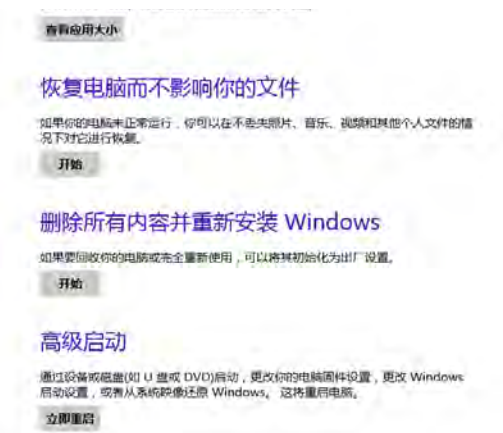 查看应用大小
恢复电脑而不影响你的文件
如果你的电脑未正常运行，你可以在不丢失照片、音乐、视频和其他个人文件的情
况下对它进行恢复。
开始
删除所有内容并重新安装 Windows
如果要回收你的电脑或完全重新使用，可以将其初始化为出厂设置。
开始
高级启动
通过设备或磁盘(如 U 盘或 DVD)启动，更改你的电脑固件设置，更改 Windows
启动设置，或者从系统映像还原 Windows。 这将重启电脑。
立即重启